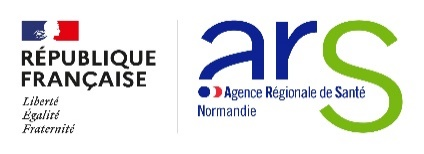 RÉPUBLIQUE
FRANÇAISE
Liberté
Égalité
Fraternité
ars
Agence Régionale de Santé
Normandie